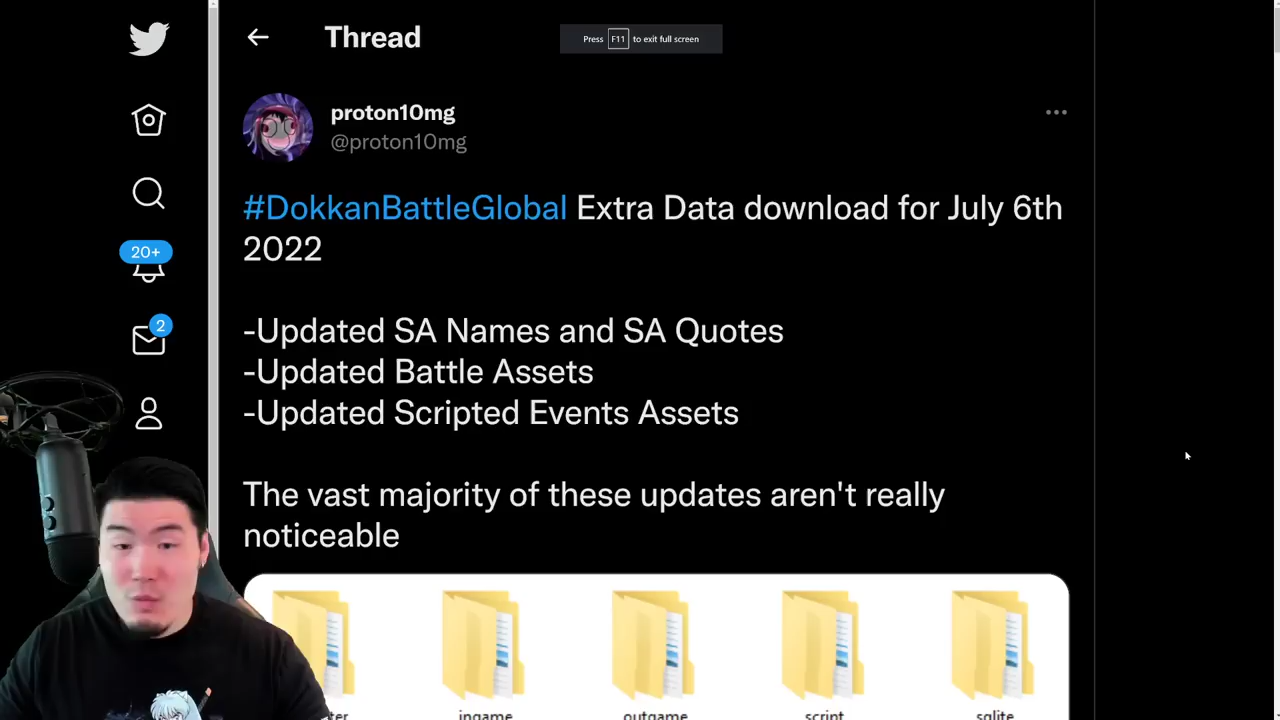 Thread
Press F11 to exit full screen
proton10mg
@proton10mg
#DokkanBattleGlobal Extra Data download for July 6th
2022
20+
-Updated SA Names and SA Quotes
2
-Updated Battle Assets
-Updated Scripted Events Assets
The vast majority of these updates aren't really
noticeable
ingame
outgame
script
sqlite